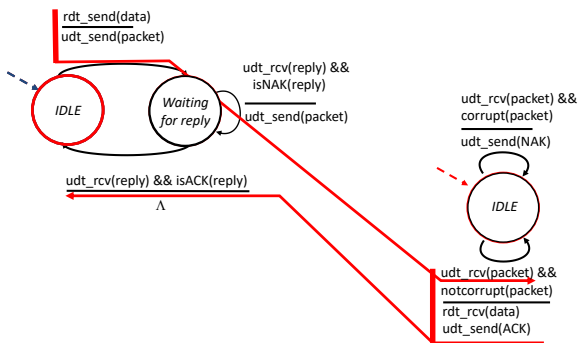 rdt_send(data)
udt_send(packet)
IDLE
Waiting
for reply
udt_rcv(reply) &&
isNAK(reply)
udt_send(packet)
udt_rcv(reply) && isACK(reply)
Λ
udt_rcv(packet) &&
corrupt(packet)
udt_send(NAK)
IDLE
udt_rcv(packet) &&
notcorrupt(packet)
rdt_rcv(data)
udt_send(ACK)